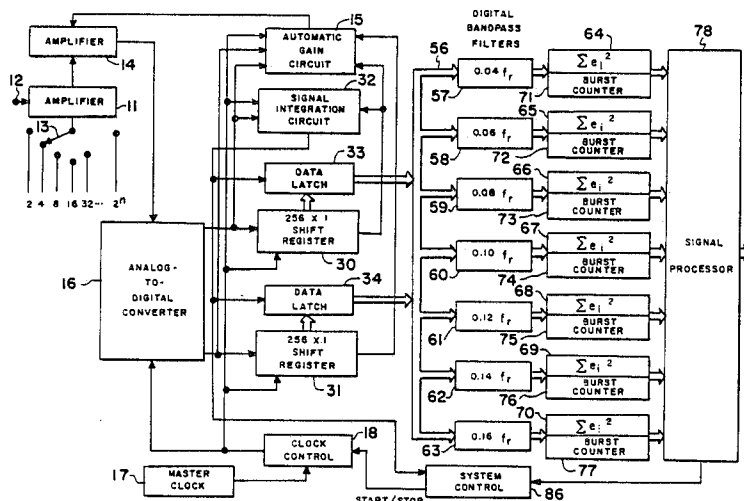 AMPLIFIER
14
12
AMPLIFIER
11
13
2 4 8 16 32... 2ⁿ
16
ANALOG-
TO-
DIGITAL
CONVERTER
17
MASTER
CLOCK
CLOCK
CONTROL
18
START/STOP
15
AUTOMATIC
GAIN
CIRCUIT
32
SIGNAL
INTEGRATION
CIRCUIT
33
DATA
LATCH
256 X 1
SHIFT
REGISTER
30
34
DATA
LATCH
256 X 1
SHIFT
REGISTER
31
SYSTEM
CONTROL
86
DIGITAL
BANDPASS
FILTERS
56
0.04 fr
57
0.06 fr
58
0.08 fr
59
0.10 fr
60
0.12 fr
61
0.14 fr
62
0.16 fr
63
64
∑ei²
BURST
COUNTER
71
65
∑ei²
BURST
COUNTER
72
66
∑ei²
BURST
COUNTER
73
67
∑ei²
BURST
COUNTER
74
68
∑ei²
BURST
COUNTER
75
69
∑ei²
BURST
COUNTER
76
70
∑ei²
BURST
COUNTER
77
78
SIGNAL
PROCESSOR